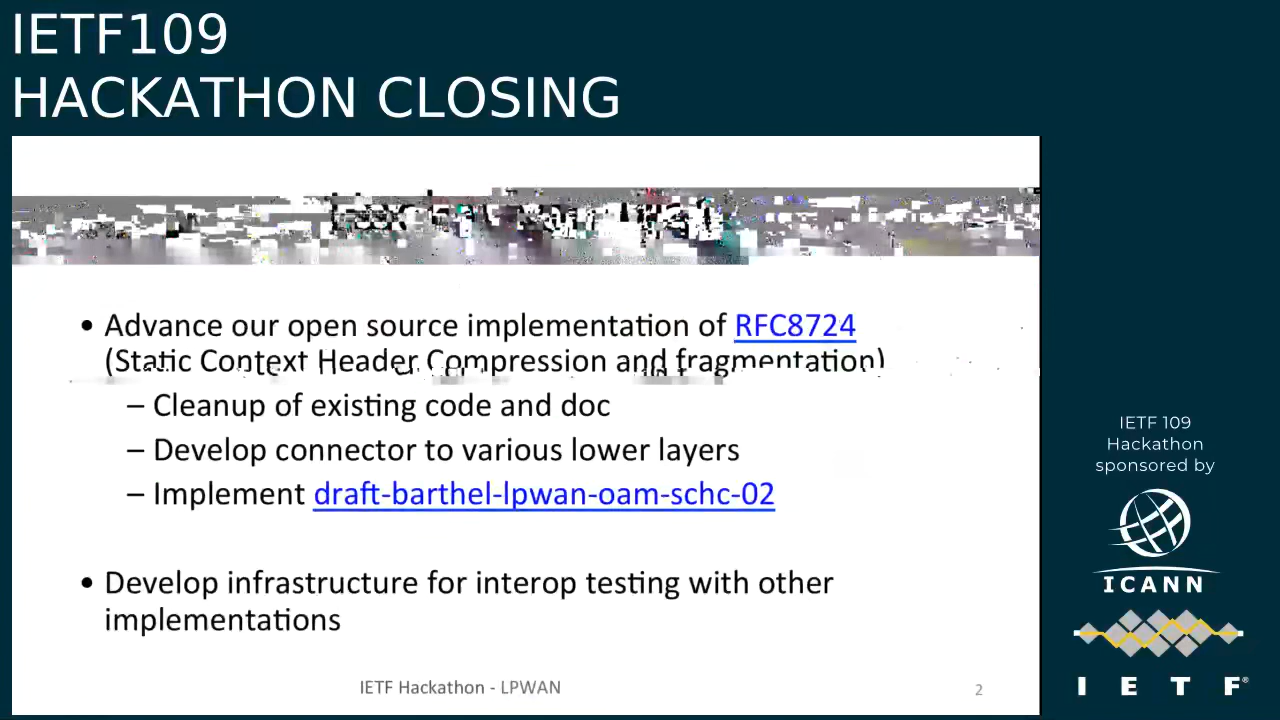 IETF109
HACKATHON CLOSING
• Advance our open source implementation of RFC8724
(Static Context Header Compression and fragmentation)
– Cleanup of existing code and doc
– Develop connector to various lower layers
– Implement draft-barthel-lpwan-oam-schc-02
• Develop infrastructure for interop testing with other
implementations
IETF Hackathon - LPWAN
2
IETF 109
Hackathon
sponsored by
ICANN
IETF®